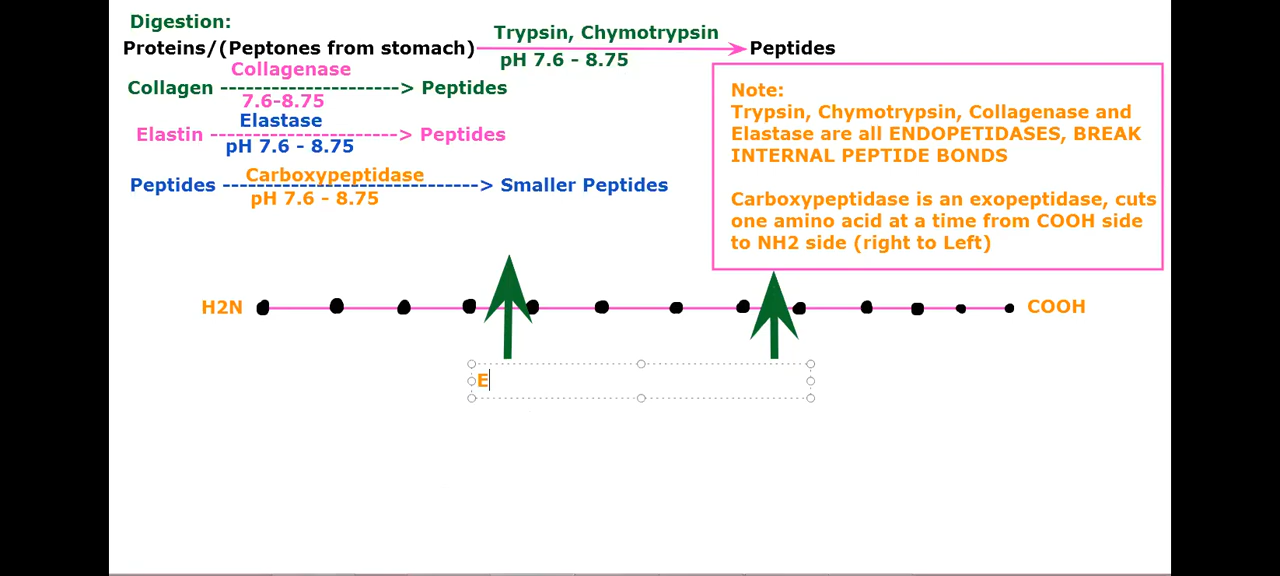 Digestion:
Trypsin, Chymotrypsin
Proteins/(Peptones from stomach) Peptides
pH 7.6 - 8.75
Collagenase
Collagen ---------------------> Peptides
7.6-8.75
Elastase
Elastin ----------------------> Peptides
pH 7.6 - 8.75
Carboxypeptidase
Peptides ------------------------------> Smaller Peptides
pH 7.6 - 8.75
Note:
Trypsin, Chymotrypsin, Collagenase and
Elastase are all ENDOPETIDASES, BREAK
INTERNAL PEPTIDE BONDS
Carboxypeptidase is an exopeptidase, cuts
one amino acid at a time from COOH side
to NH2 side (right to Left)
H2N COOH
E